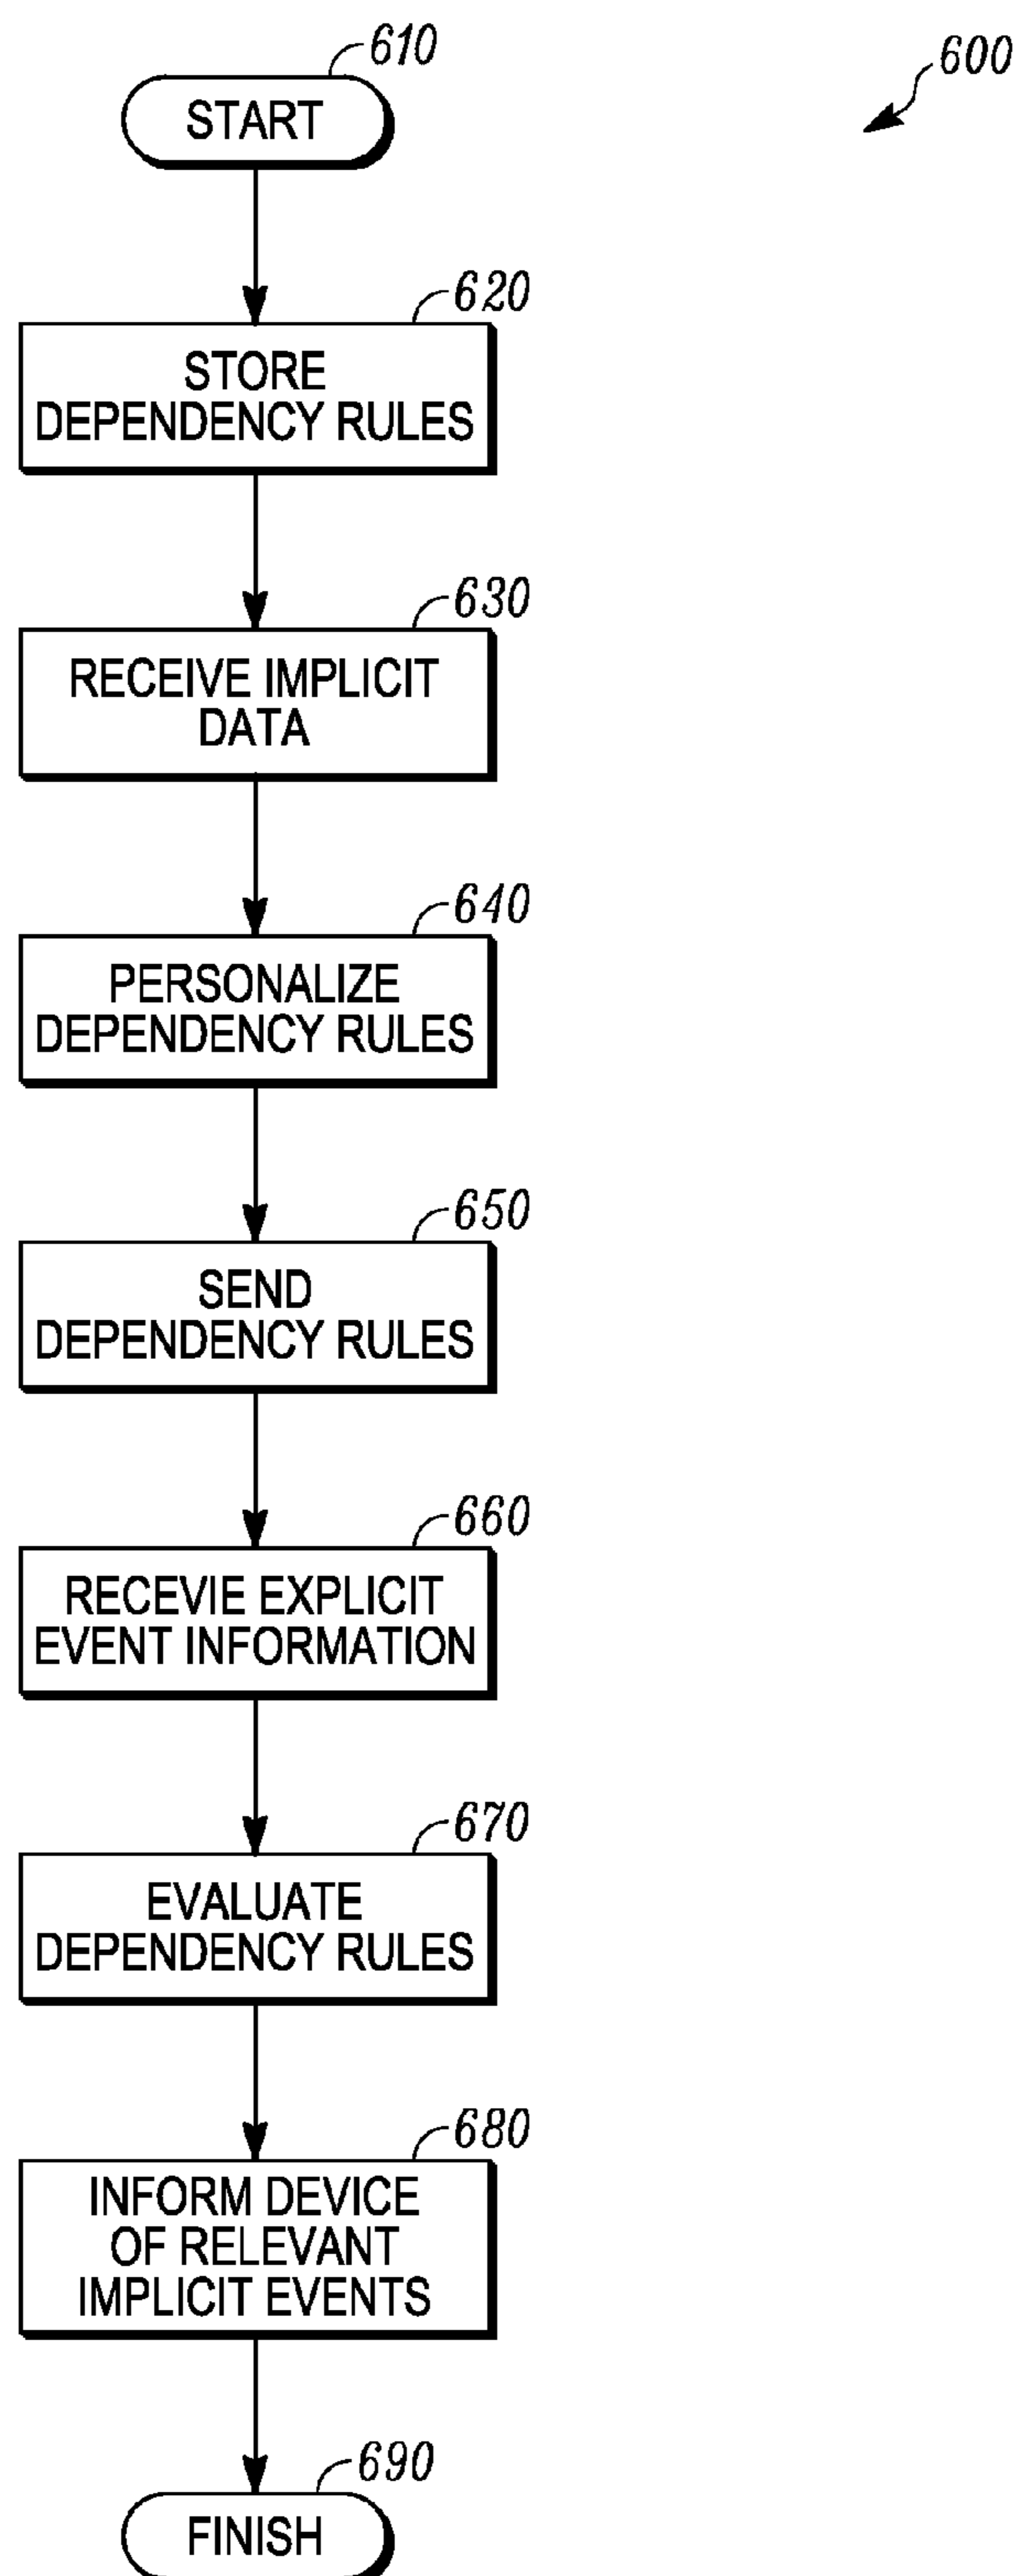 610
600
START
620
STORE
DEPENDENCY RULES
630
RECEIVE IMPLICIT
DATA
640
PERSONALIZE
DEPENDENCY RULES
650
SEND
DEPENDENCY RULES
660
RECEVIE EXPLICIT
EVENT INFORMATION
670
EVALUATE
DEPENDENCY RULES
680
INFORM DEVICE
OF RELEVANT
IMPLICIT EVENTS
690
FINISH